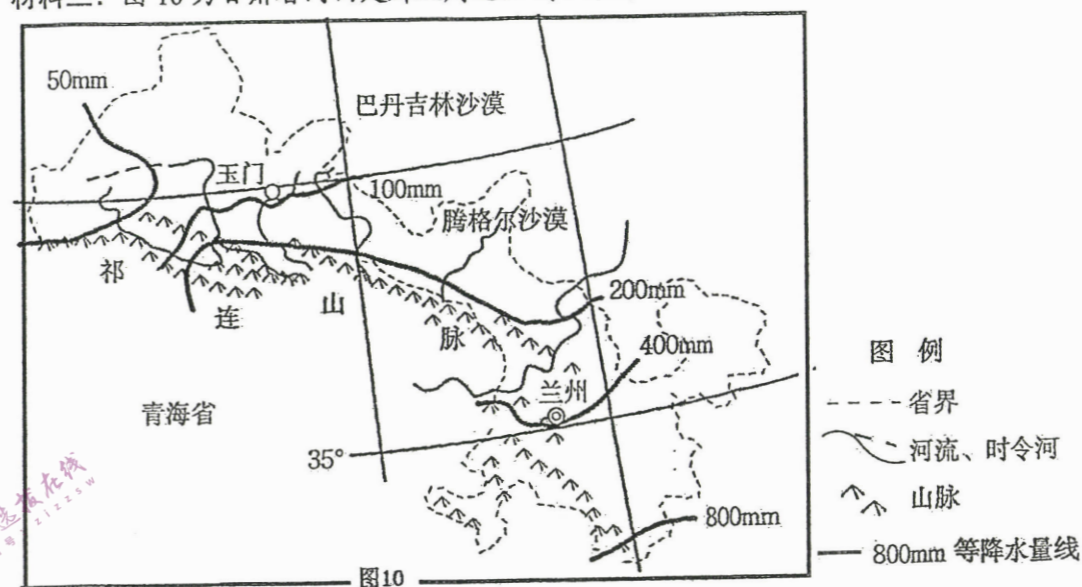 50mm
巴丹吉林沙漠
玉门
100mm
腾格尔沙漠
祁
连
山
脉
200mm
400mm
兰州
青海省
35°
800mm
图10
图 例
省界
河流、时令河
山脉
800mm 等降水量线